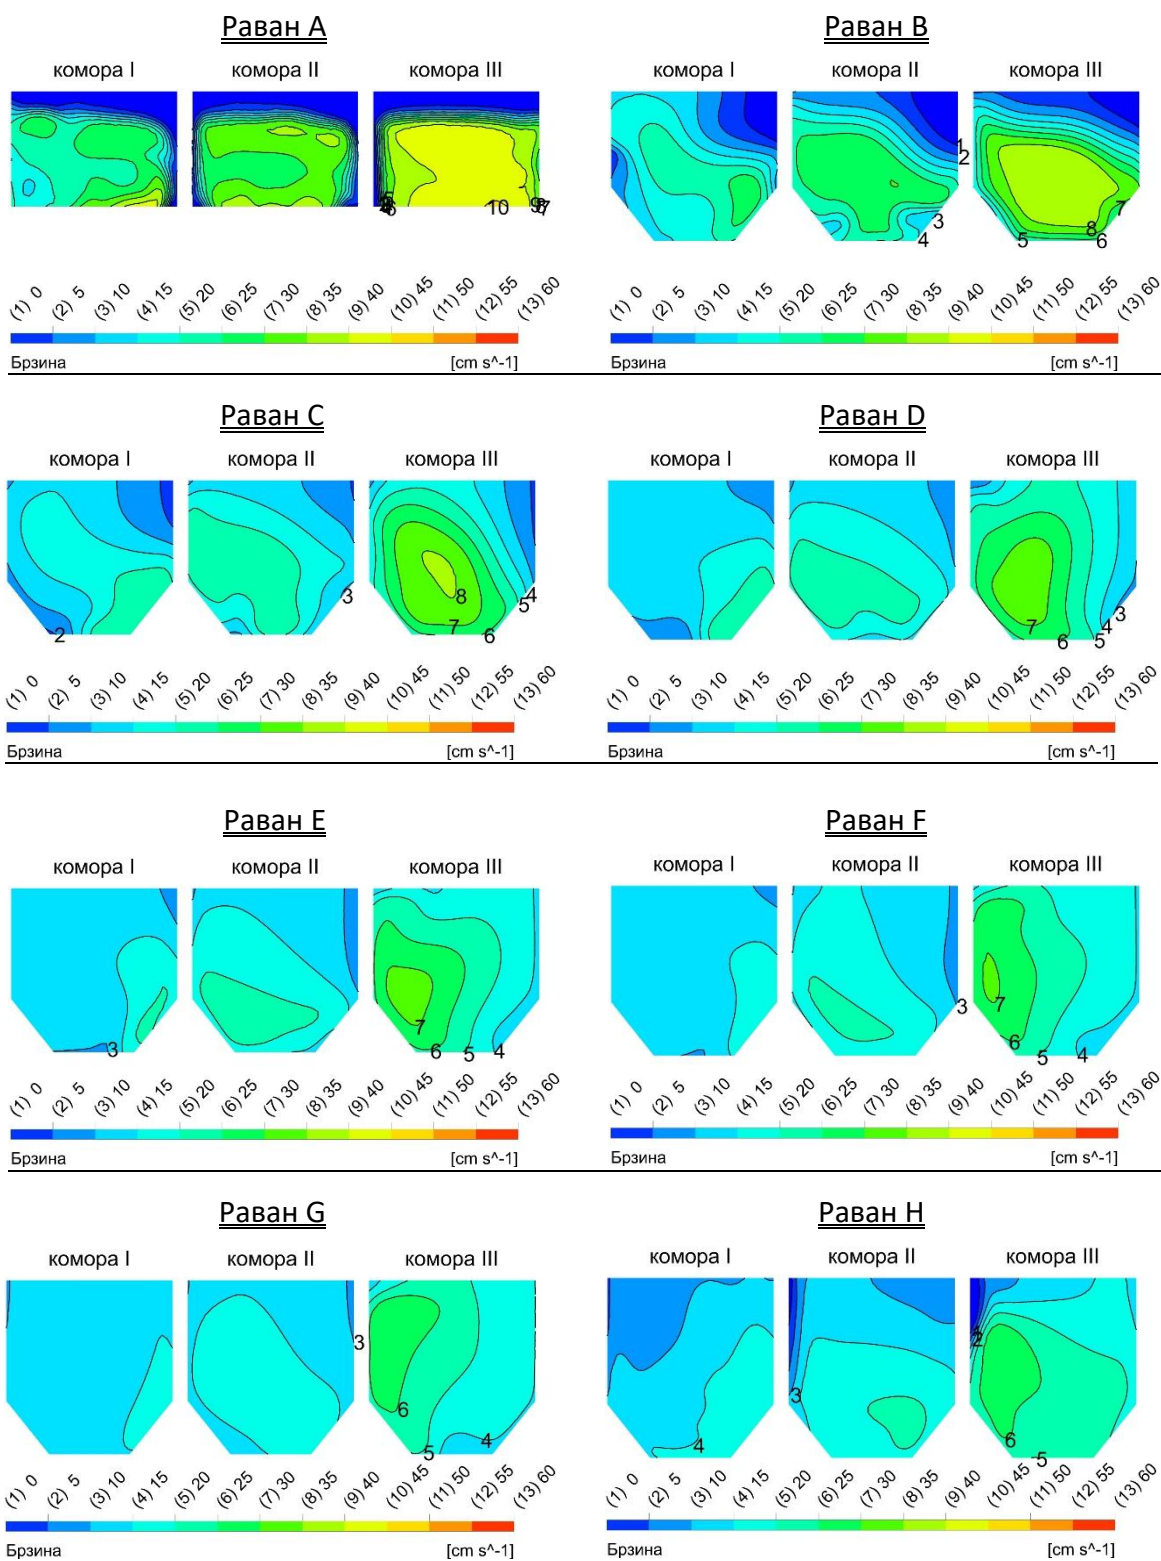 Раван A
комора I комора II комора III
5 6 10 9 8 7
(1) 0 (2) 5 (3) 10 (4) 15 (5) 20 (6) 25 (7) 30 (8) 35 (9) 40 (10) 45 (11) 50 (12) 55 (13) 60
Брзина [cm s^-1]
Раван B
комора I комора II комора III
1 2 3 4 5 8 6 7
(1) 0 (2) 5 (3) 10 (4) 15 (5) 20 (6) 25 (7) 30 (8) 35 (9) 40 (10) 45 (11) 50 (12) 55 (13) 60
Брзина [cm s^-1]
Раван C
комора I комора II комора III
2 3 8 7 6 5 4
(1) 0 (2) 5 (3) 10 (4) 15 (5) 20 (6) 25 (7) 30 (8) 35 (9) 40 (10) 45 (11) 50 (12) 55 (13) 60
Брзина [cm s^-1]
Раван D
комора I комора II комора III
7 6 5 4 3
(1) 0 (2) 5 (3) 10 (4) 15 (5) 20 (6) 25 (7) 30 (8) 35 (9) 40 (10) 45 (11) 50 (12) 55 (13) 60
Брзина [cm s^-1]
Раван E
комора I комора II комора III
3 7 6 5 4
(1) 0 (2) 5 (3) 10 (4) 15 (5) 20 (6) 25 (7) 30 (8) 35 (9) 40 (10) 45 (11) 50 (12) 55 (13) 60
Брзина [cm s^-1]
Раван F
комора I комора II комора III
3 7 6 5 4
(1) 0 (2) 5 (3) 10 (4) 15 (5) 20 (6) 25 (7) 30 (8) 35 (9) 40 (10) 45 (11) 50 (12) 55 (13) 60
Брзина [cm s^-1]
Раван G
комора I комора II комора III
3 6 5 4
(1) 0 (2) 5 (3) 10 (4) 15 (5) 20 (6) 25 (7) 30 (8) 35 (9) 40 (10) 45 (11) 50 (12) 55 (13) 60
Брзина [cm s^-1]
Раван H
комора I комора II комора III
4 3 2 6 5
(1) 0 (2) 5 (3) 10 (4) 15 (5) 20 (6) 25 (7) 30 (8) 35 (9) 40 (10) 45 (11) 50 (12) 55 (13) 60
Брзина [cm s^-1]